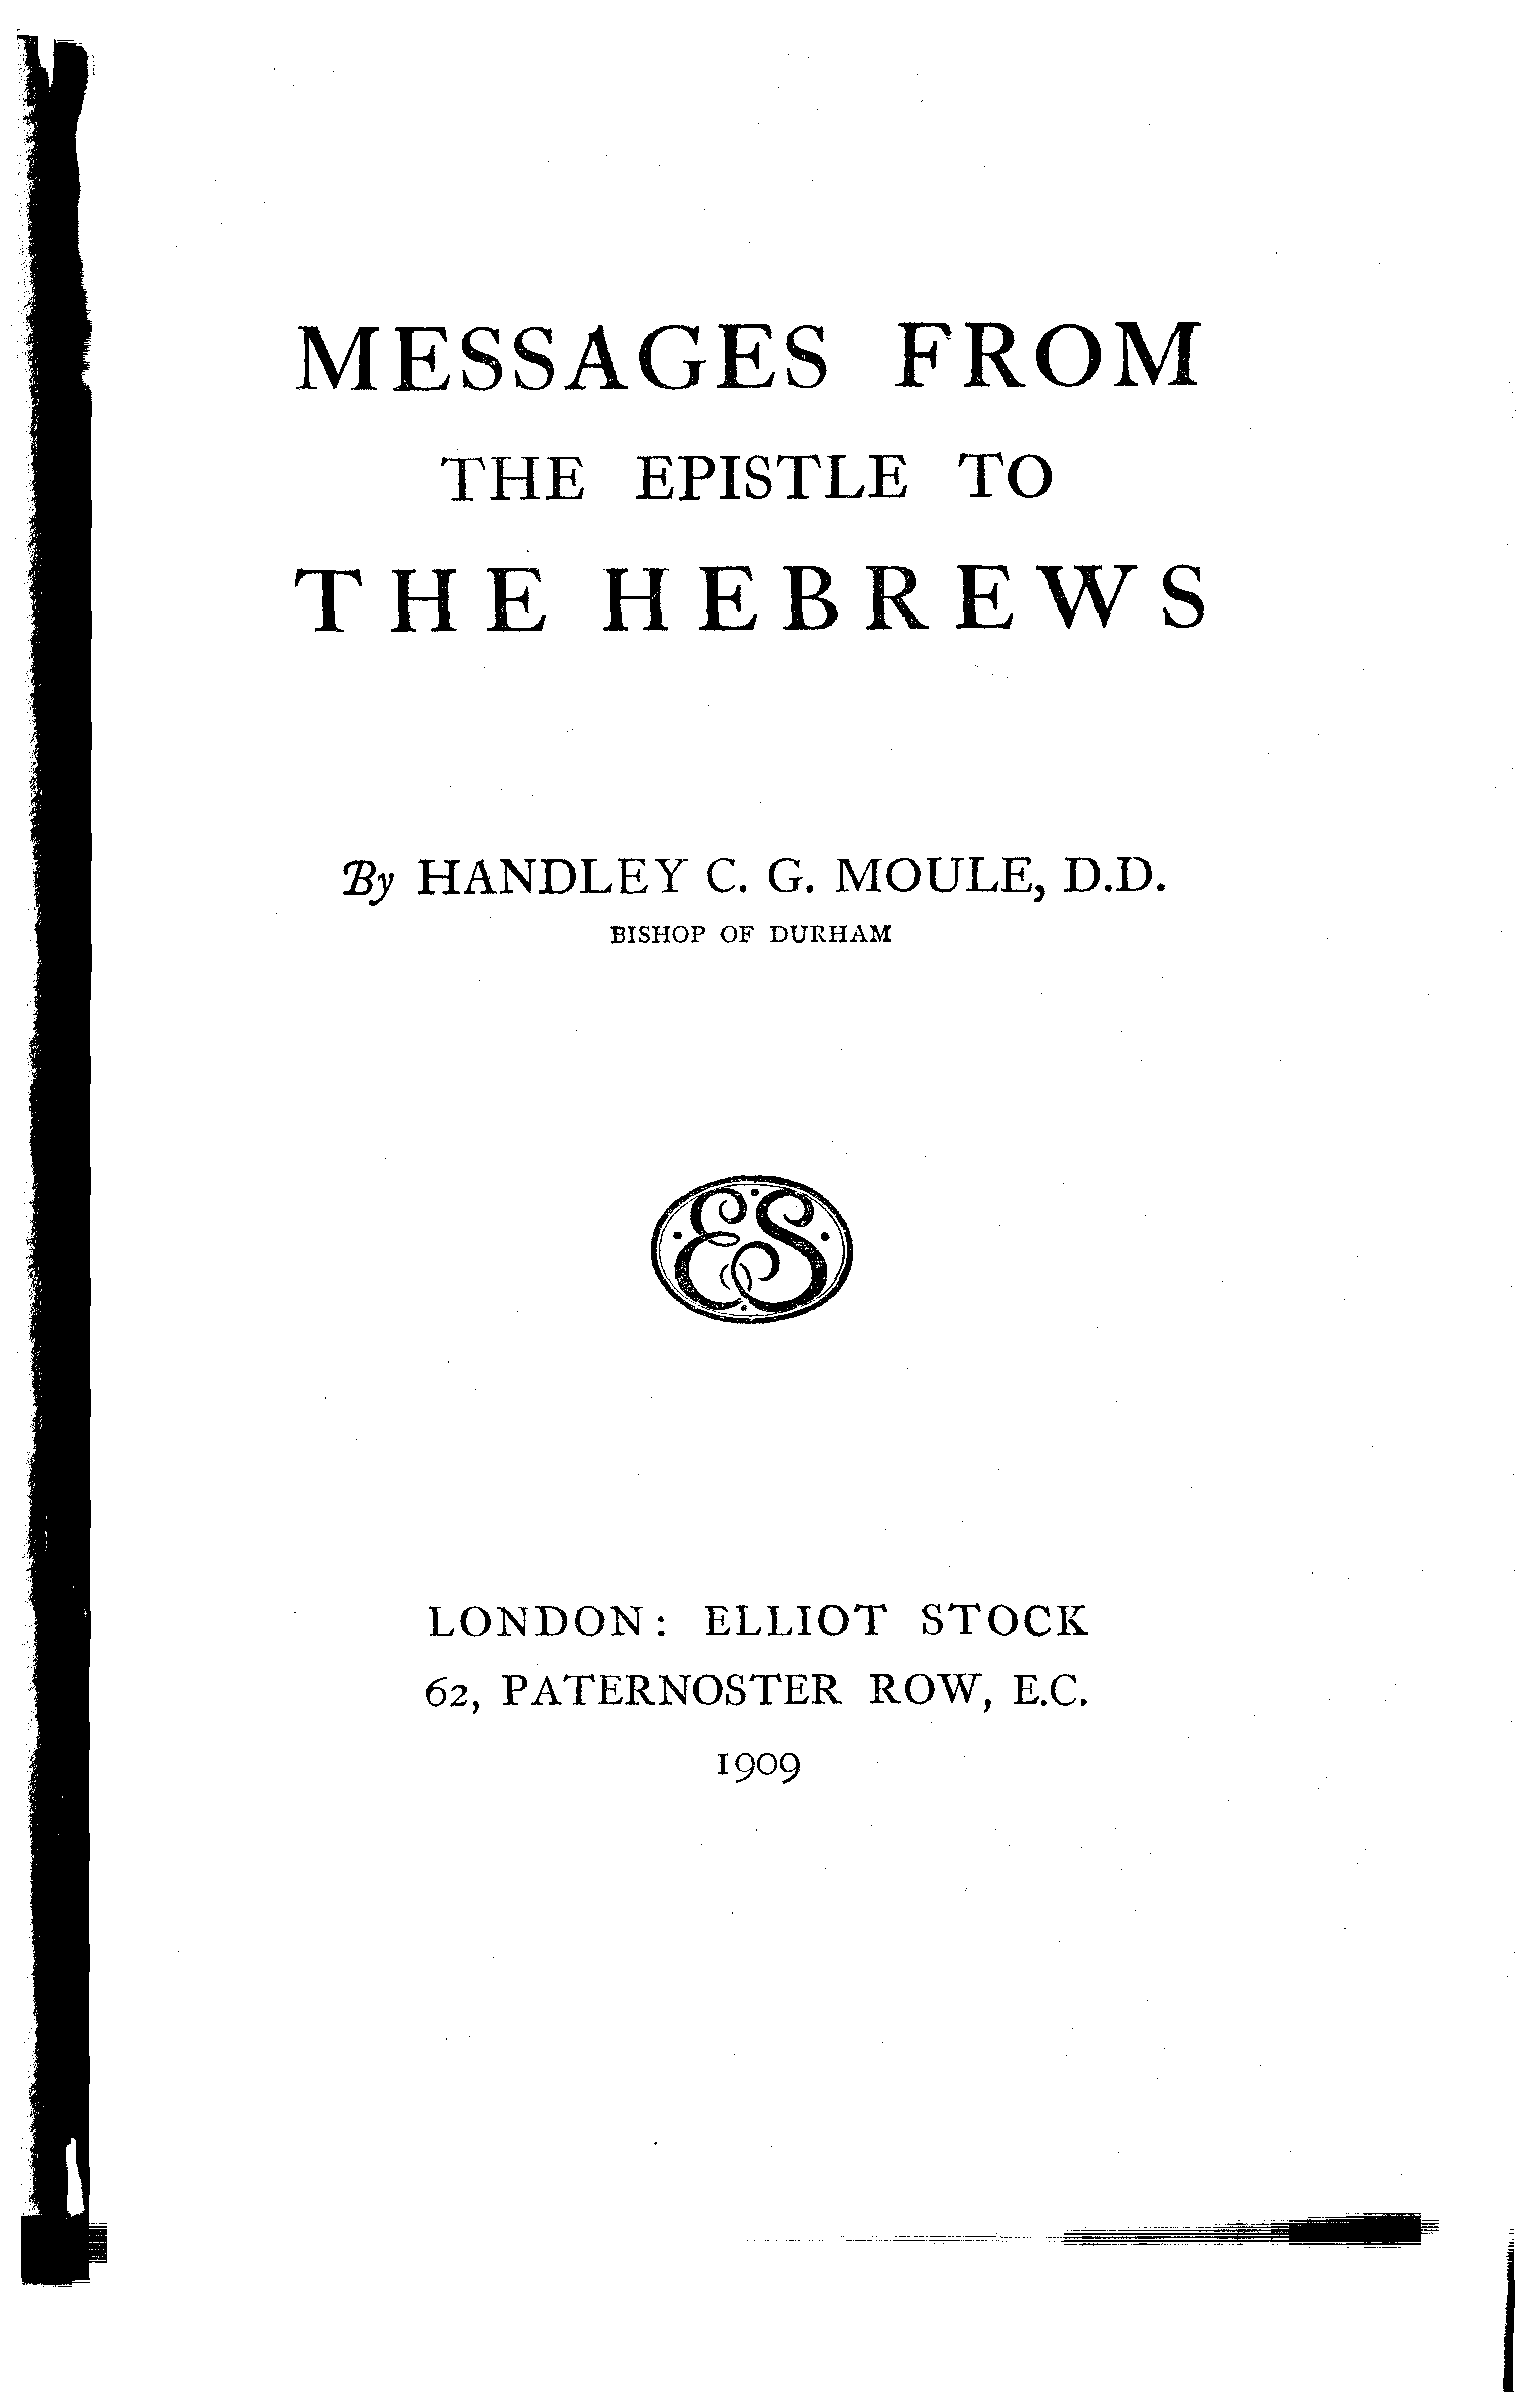 MESSAGES FROM
THE EPISTLE TO
THE HEBREWS
By HANDLEY C. G. MOULE, D.D.
BISHOP OF DURHAM
ES
LONDON: ELLIOT STOCK
62, PATERNOSTER ROW, E.C.
1909